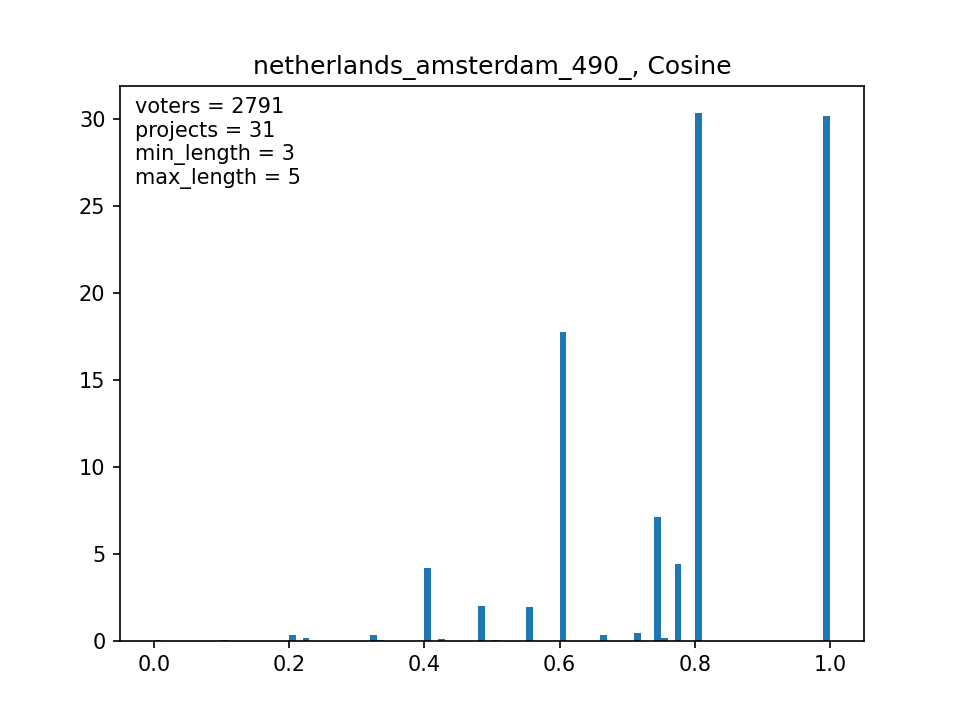 netherlands_amsterdam_490_, Cosine
voters = 2791
projects = 31
min_length = 3
max_length = 5
30
25
20
15
10
5
0
0.0 0.2 0.4 0.6 0.8 1.0